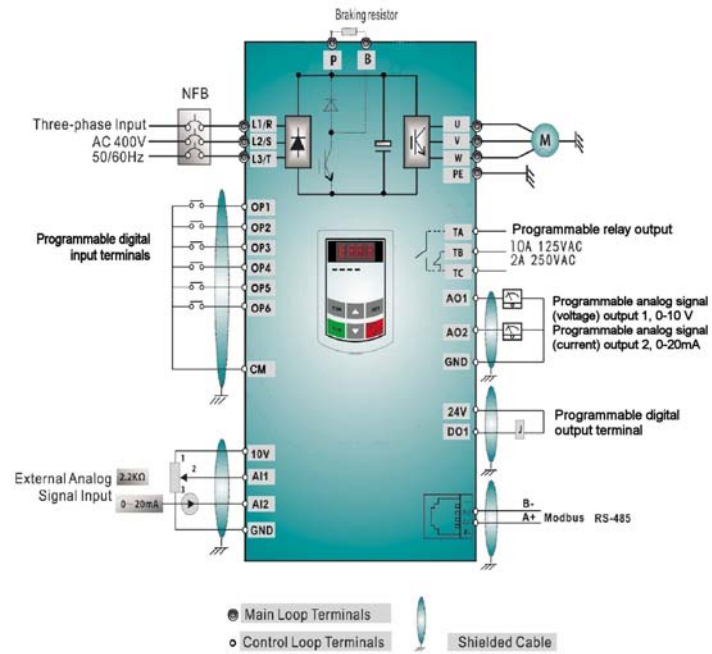 Braking resistor
P B
NFB
Three-phase Input
AC 400V
50/60Hz
L1/R
L2/S
L3/T
U
V
W
PE
M
OP1
OP2
OP3
OP4
OP5
OP6
CM
Programmable digital
input terminals
TA
TB
TC
Programmable relay output
10A 125VAC
2A 250VAC
AO1
AO2
GND
Programmable analog signal
(voltage) output 1, 0-10 V
Programmable analog signal
(current) output 2, 0-20mA
24V
DO1
J
Programmable digital
output terminal
10V
AI1
AI2
GND
1
2
3
External Analog
Signal Input
2.2KΩ
0~20mA
B-
A+ Modbus RS-485
Main Loop Terminals
Control Loop Terminals
Shielded Cable